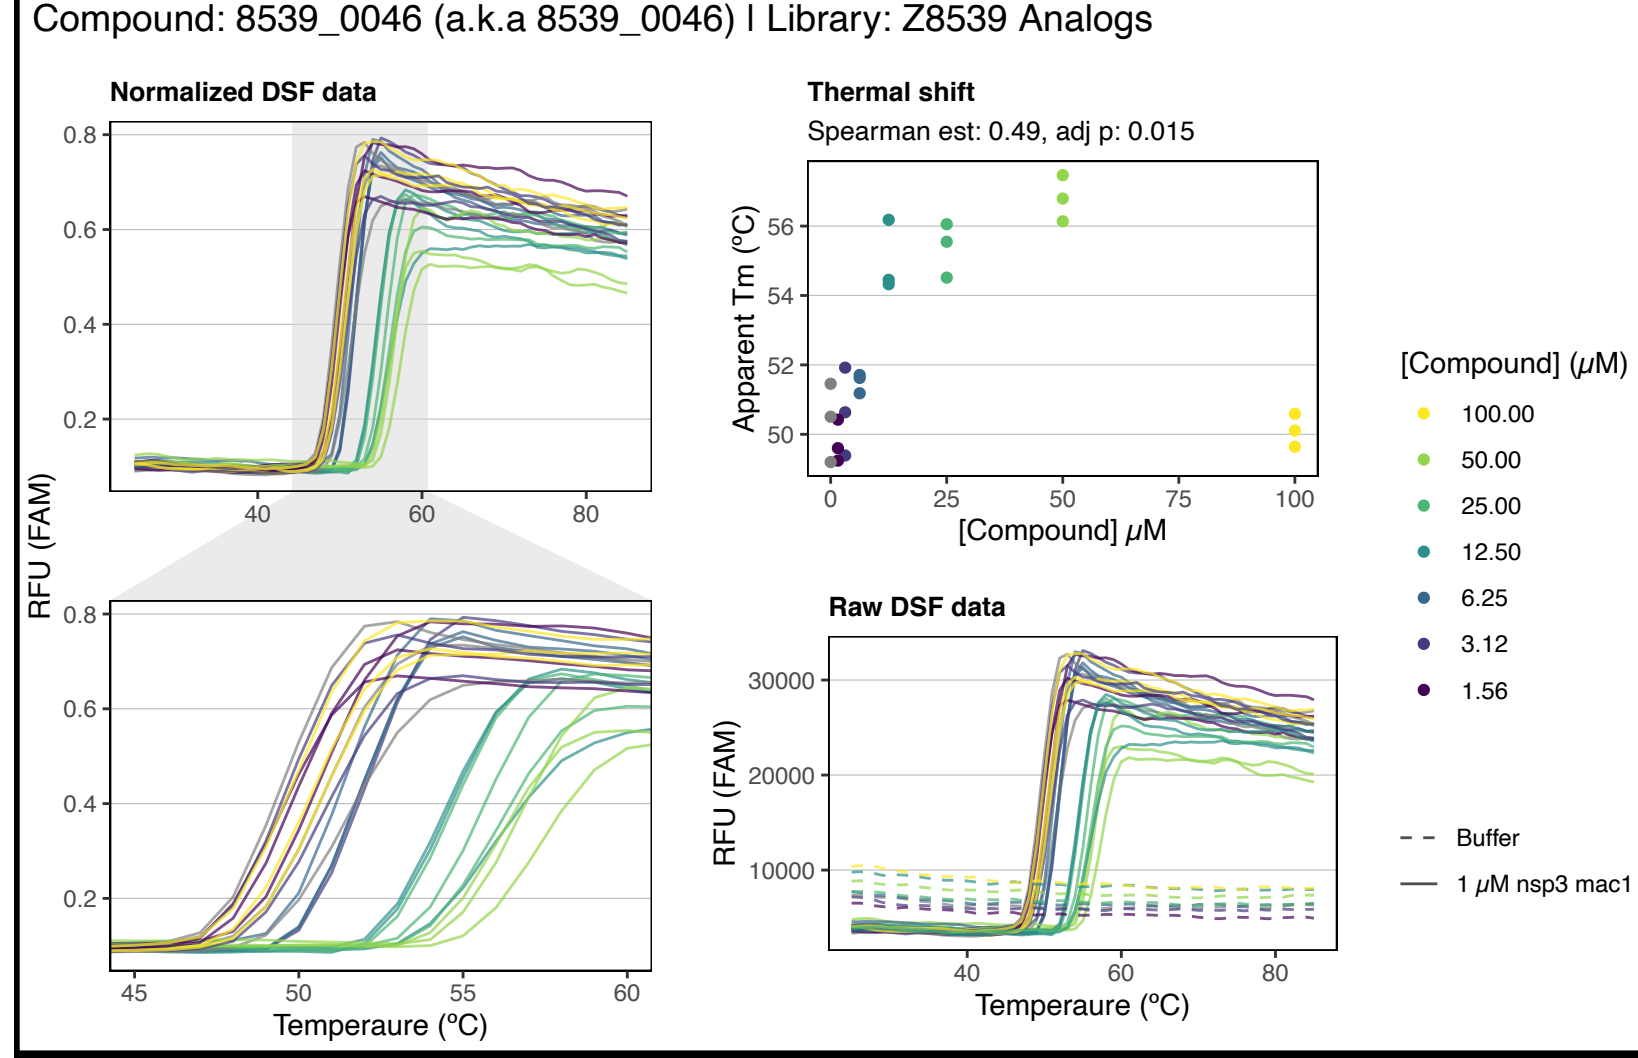 Compound: 8539_0046 (a.k.a 8539_0046) | Library: Z8539 Analogs
Normalized DSF data
0.8
0.6
0.4
0.2
40
60
80
RFU (FAM)
0.8
0.6
0.4
0.2
45
50
55
60
Temperaure (ºC)
Thermal shift
Spearman est: 0.49, adj p: 0.015
Apparent Tm (ºC)
56
54
52
50
0
25
50
75
100
[Compound] µM
Raw DSF data
RFU (FAM)
30000
20000
10000
40
60
80
Temperaure (ºC)
[Compound] (µM)
100.00
50.00
25.00
12.50
6.25
3.12
1.56
Buffer
1 µM nsp3 mac1